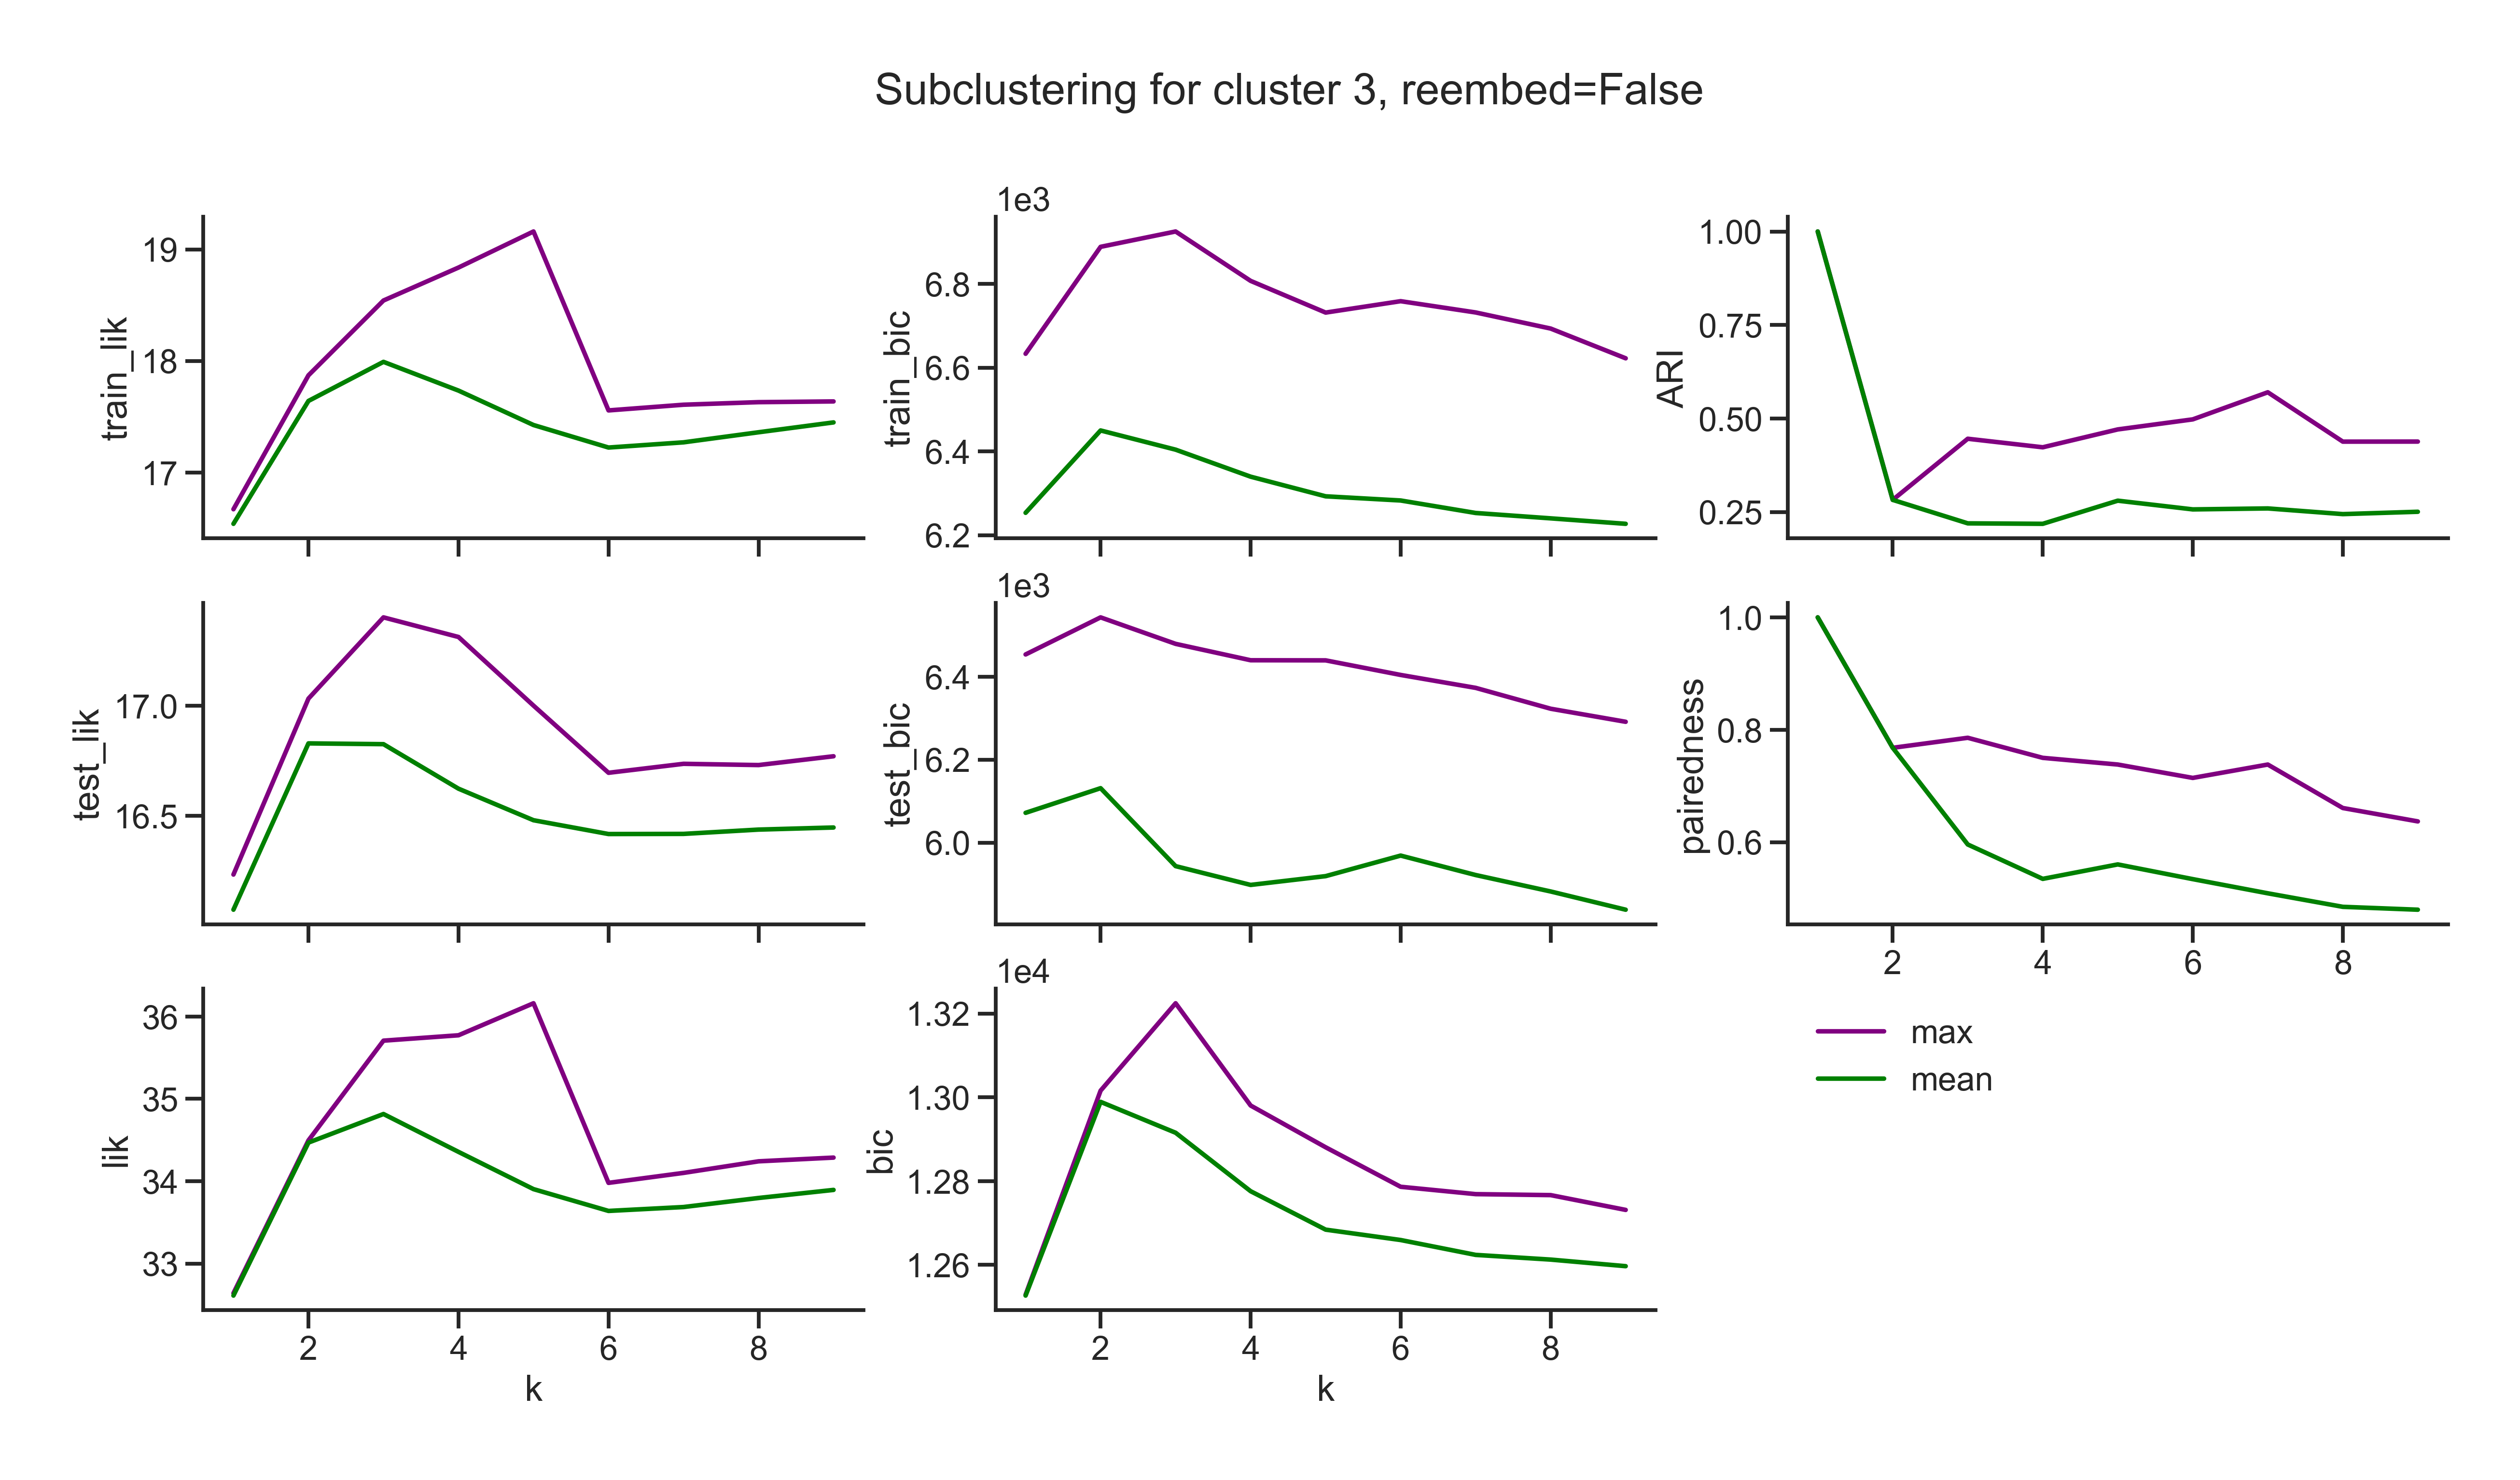 Subclustering for cluster 3, reembed=False
train_lik
19
18
17
1e3
train_bic
6.8
6.6
6.4
6.2
ARI
1.00
0.75
0.50
0.25
test_lik
17.0
16.5
1e3
test_bic
6.4
6.2
6.0
pairedness
1.0
0.8
0.6
2 4 6 8
lik
36
35
34
33
2 4 6 8
k
1e4
bic
1.32
1.30
1.28
1.26
2 4 6 8
k
max
mean